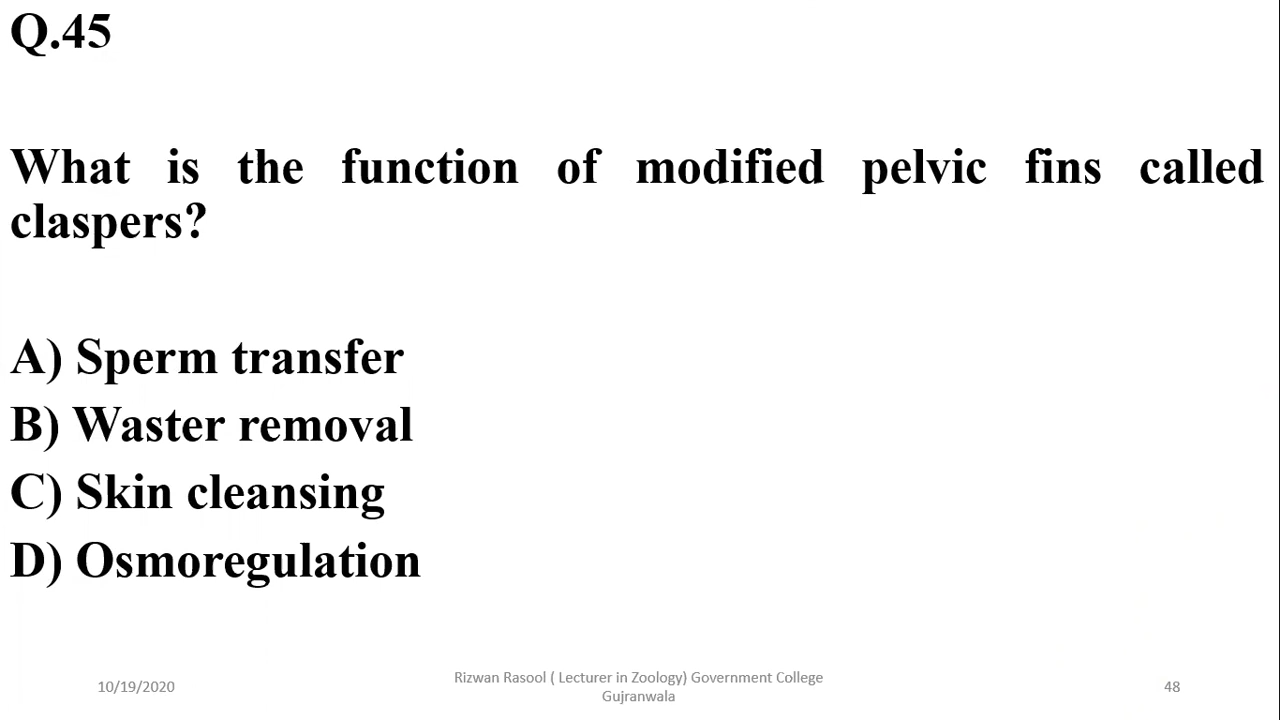 Q.45
What is the function of modified pelvic fins called
claspers?
A) Sperm transfer
B) Waster removal
C) Skin cleansing
D) Osmoregulation
10/19/2020
Rizwan Rasool ( Lecturer in Zoology) Government College
Gujranwala
48